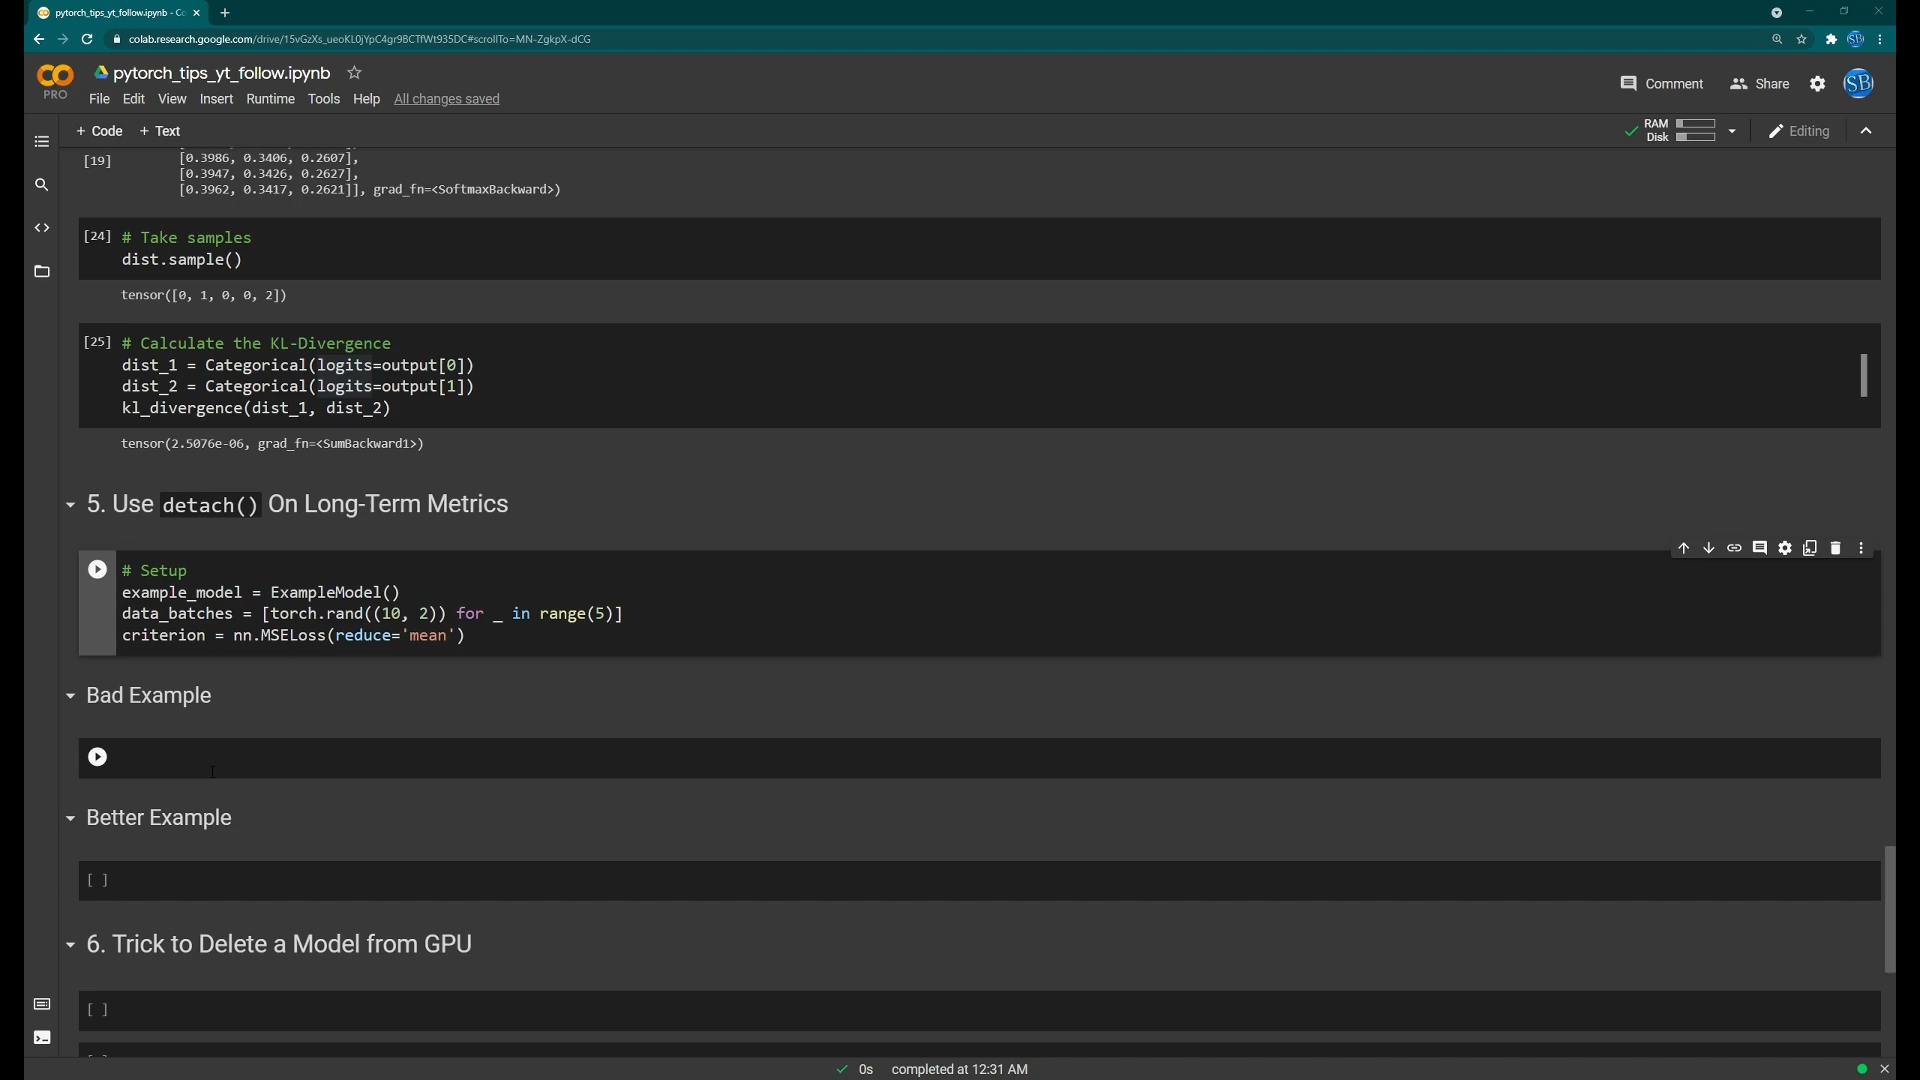 pytorch_tips_yt_follow.ipynb - Co
colab.research.google.com/drive/15vGzXs_ueoKL0jYpC4gr9BCTfWt935DC#scrollTo=MN-ZgkpX-dCG
SB
CO
PRO
pytorch_tips_yt_follow.ipynb
Comment
Share
SB
File Edit View Insert Runtime Tools Help All changes saved
+ Code + Text
RAM
Disk
Editing
[19]
[0.3986, 0.3406, 0.2607],
[0.3947, 0.3426, 0.2627],
[0.3962, 0.3417, 0.2621]], grad_fn=<SoftmaxBackward>)
[24] # Take samples
dist.sample()
tensor([0, 1, 0, 0, 2])
[25] # Calculate the KL-Divergence
dist_1 = Categorical(logits=output[0])
dist_2 = Categorical(logits=output[1])
kl_divergence(dist_1, dist_2)
tensor(2.5076e-06, grad_fn=<SumBackward1>)
5. Use detach() On Long-Term Metrics
# Setup
example_model = ExampleModel()
data_batches = [torch.rand((10, 2)) for _ in range(5)]
criterion = nn.MSELoss(reduce='mean')
Bad Example
Better Example
[ ]
6. Trick to Delete a Model from GPU
[ ]
0s completed at 12:31 AM